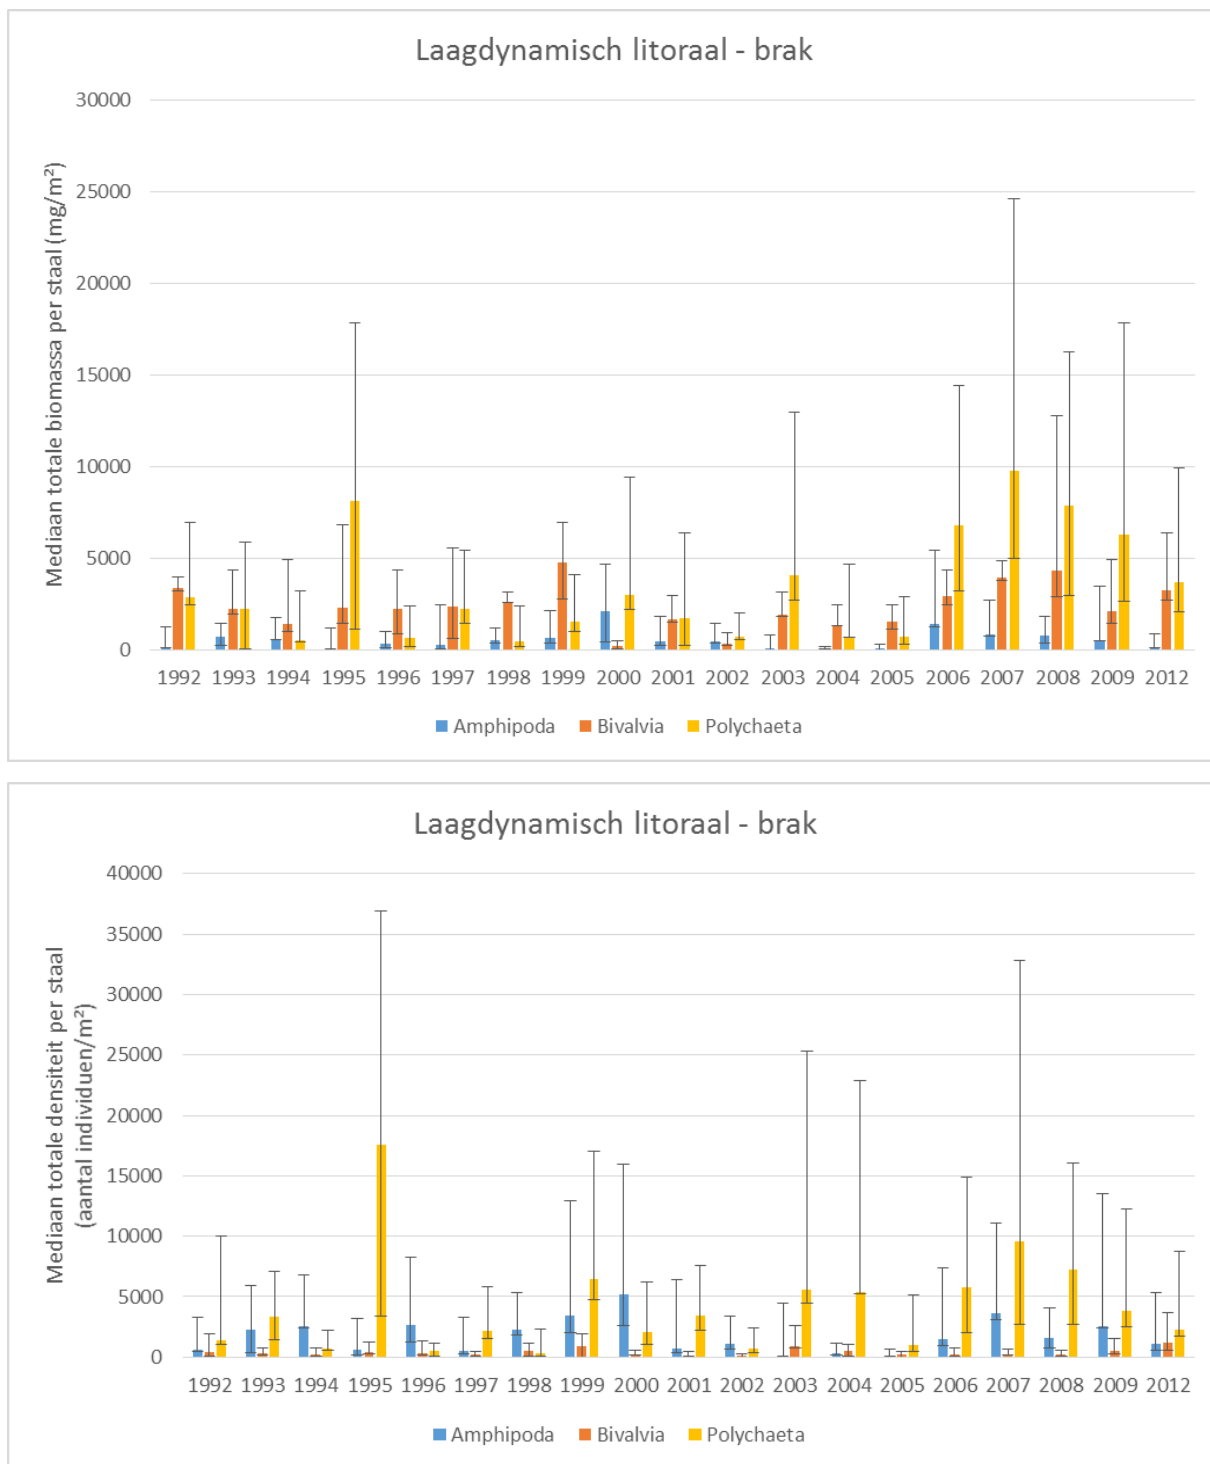 Laagdynamisch litoraal - brak
Mediaan totale biomassa per staal (mg/m²)
30000
25000
20000
15000
10000
5000
0
1992 1993 1994 1995 1996 1997 1998 1999 2000 2001 2002 2003 2004 2005 2006 2007 2008 2009 2012
Amphipoda Bivalvia Polychaeta
Laagdynamisch litoraal - brak
Mediaan totale densiteit per staal
(aantal individuen/m²)
40000
35000
30000
25000
20000
15000
10000
5000
0
1992 1993 1994 1995 1996 1997 1998 1999 2000 2001 2002 2003 2004 2005 2006 2007 2008 2009 2012
Amphipoda Bivalvia Polychaeta